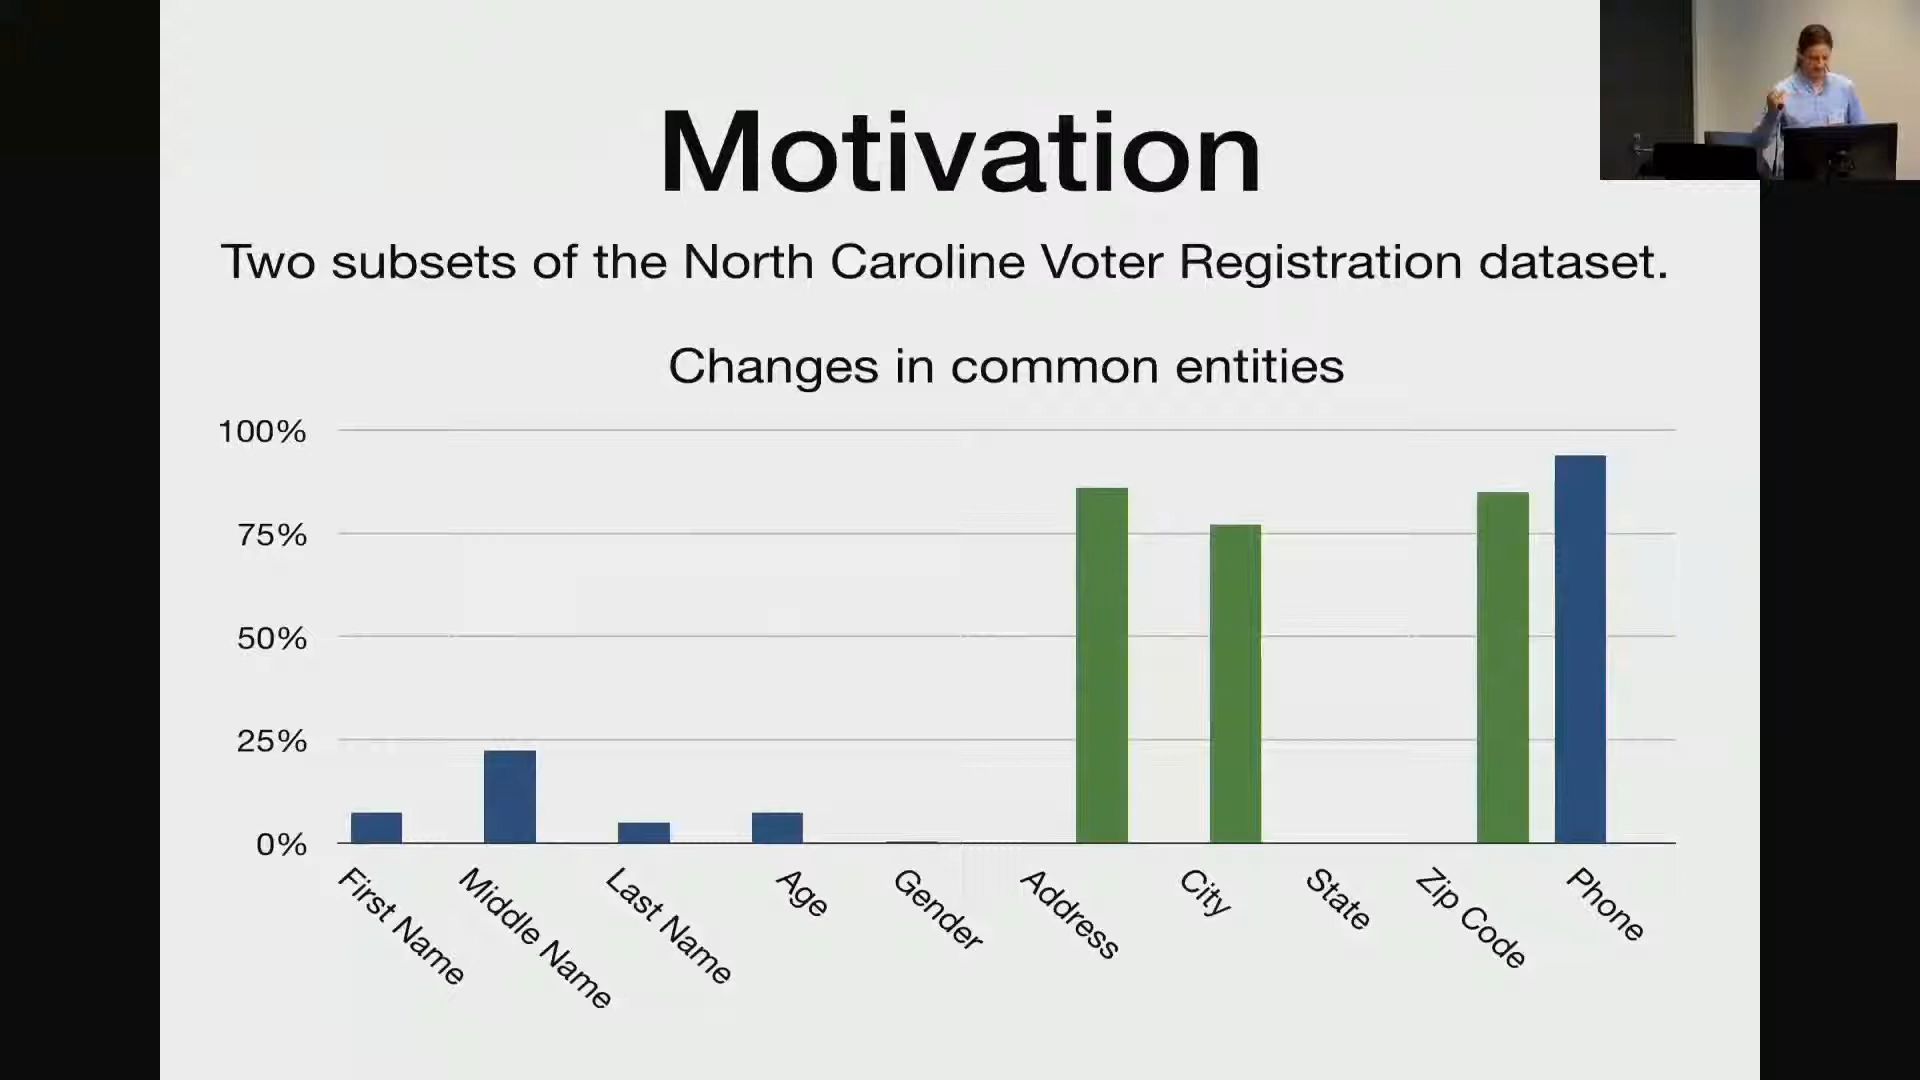 Motivation
Two subsets of the North Caroline Voter Registration dataset.
Changes in common entities
100%
75%
50%
25%
0%
First Name
Middle Name
Last Name
Age
Gender
Address
City
State
Zip Code
Phone